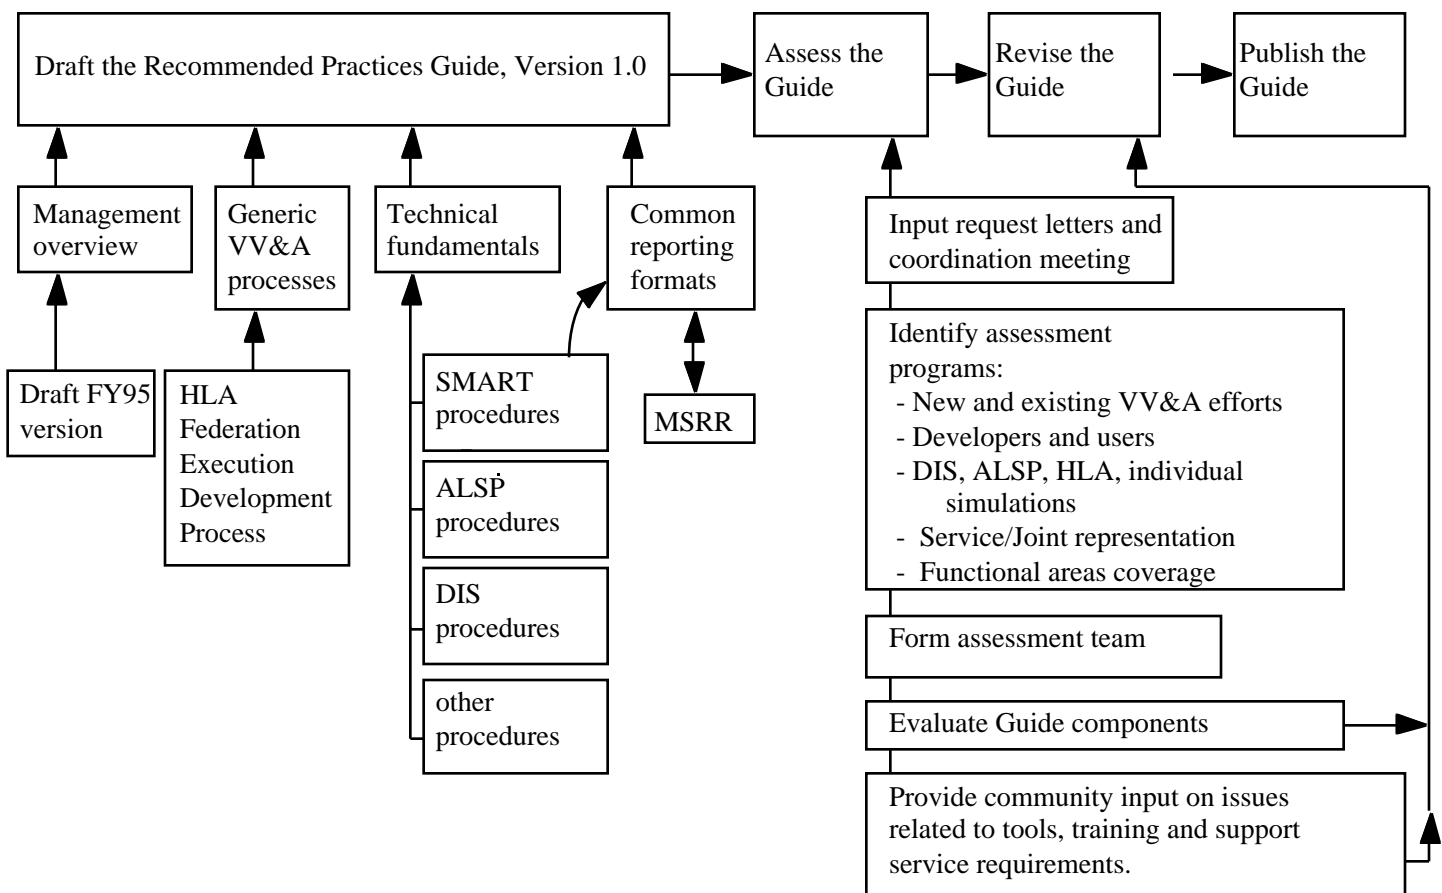 Draft the Recommended Practices Guide, Version 1.0
Assess the
Guide
Revise the
Guide
Publish the
Guide
Management
overview
Generic
VV&A
processes
Technical
fundamentals
Common
reporting
formats
Draft FY95
version
HLA
Federation
Execution
Development
Process
SMART
procedures
ALSP
procedures
DIS
procedures
other
procedures
MSRR
Input request letters and
coordination meeting
Identify assessment
programs:
- New and existing VV&A efforts
- Developers and users
- DIS, ALSP, HLA, individual
simulations
- Service/Joint representation
- Functional areas coverage
Form assessment team
Evaluate Guide components
Provide community input on issues
related to tools, training and support
service requirements.